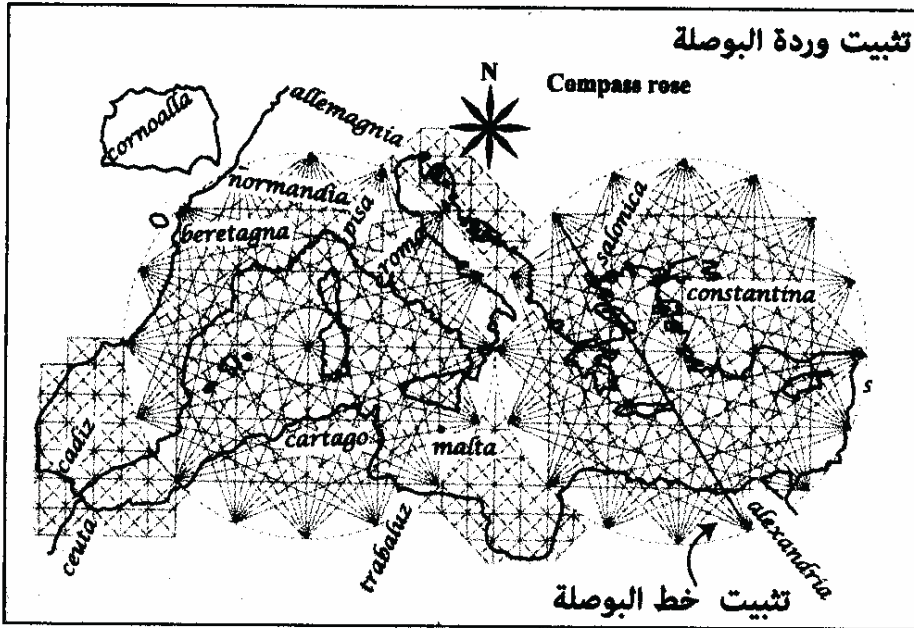 تثبيت وردة البوصلة
N
Compass rose
allemagnia
cornoalla
normandia
pisa
salonica
beretagna
roma
constantina
s
cadiz
cartago
malta
ceuta
trabaluz
alexandria
تثبيت خط البوصلة